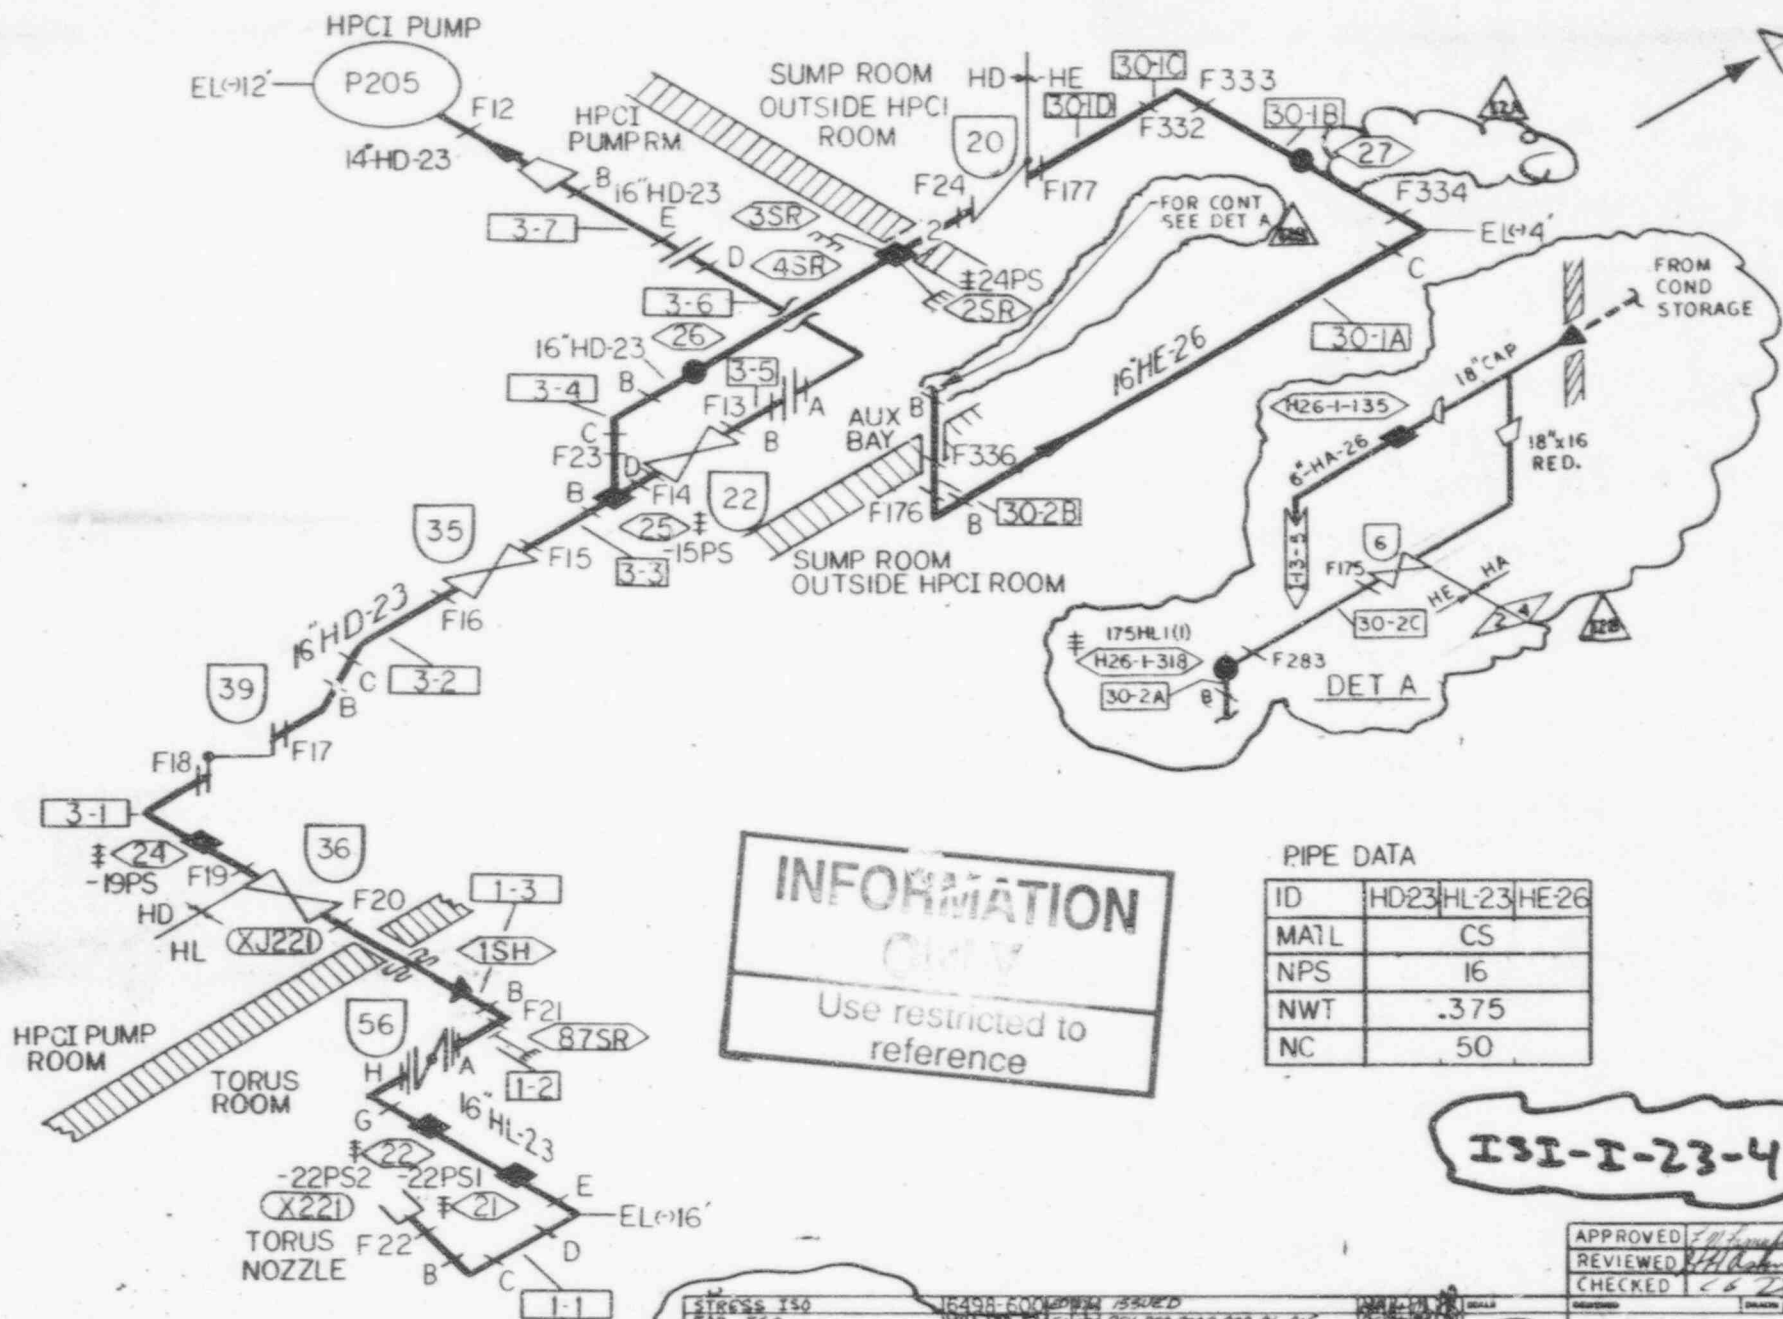 HPCI PUMP
P205
EL(-)12'
F12
14"HD-23
B
16"HD-23
3-7
E
D
3-6
HPCI
PUMPRM
3SR
4SR
2
2SR
‡24PS
SUMP ROOM
OUTSIDE HPCI
ROOM
HD
HE
20
F24
F177
30-1D
30-1C
F332
F333
30-1B
27
F334
EL(-)4'
C
30-1A
16"HE-26
FOR CONT
SEE DET A
B
AUX
BAY
F336
F176
B
30-2B
SUMP ROOM
OUTSIDE HPCI ROOM
26
16"HD-23
3-4
B
3-5
F13
A
B
C
F23
D
B
F14
22
25
-15PS
3-3
35
F15
F16
16"HD-23
C
3-2
B
39
F17
F18
3-1
24
-19PS
F19
36
HD
HL
F20
XJ221
1-3
1SH
B
F21
87SR
A
1-2
56
H
G
HPCI PUMP
ROOM
TORUS
ROOM
16"
HL-23
22
-22PS2
-22PS1
21
X221
TORUS
NOZZLE
F22
E
EL(-)16'
D
C
B
1-1
FROM
COND
STORAGE
18"CAP
H26-1-135
18"x16
RED.
6"-HA-26
1-3-5
6
F175
HA
HE
30-2C
2 4
175HL1(1)
H26-1-318
F283
30-2A
B
DET A
INFORMATION
ONLY
Use restricted to
reference
PIPE DATA
ID HD23 HL-23 HE-26
MATL CS
NPS 16
NWT .375
NC 50
ISI-I-23-4
APPROVED
REVIEWED
CHECKED
STRESS ISO
ISSUED
SCALE